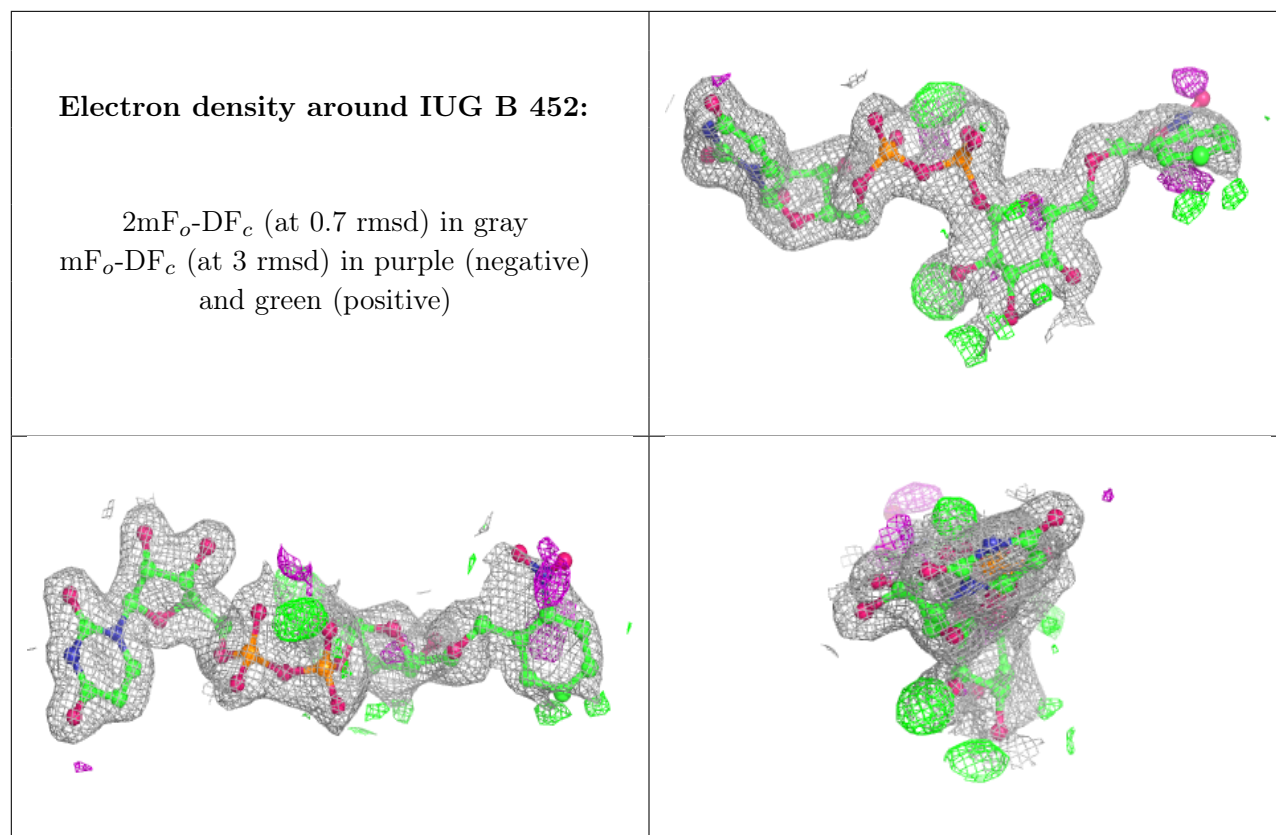 Electron density around IUG B 452:
2mFo-DFc (at 0.7 rmsd) in gray
mFo-DFc (at 3 rmsd) in purple (negative)
and green (positive)